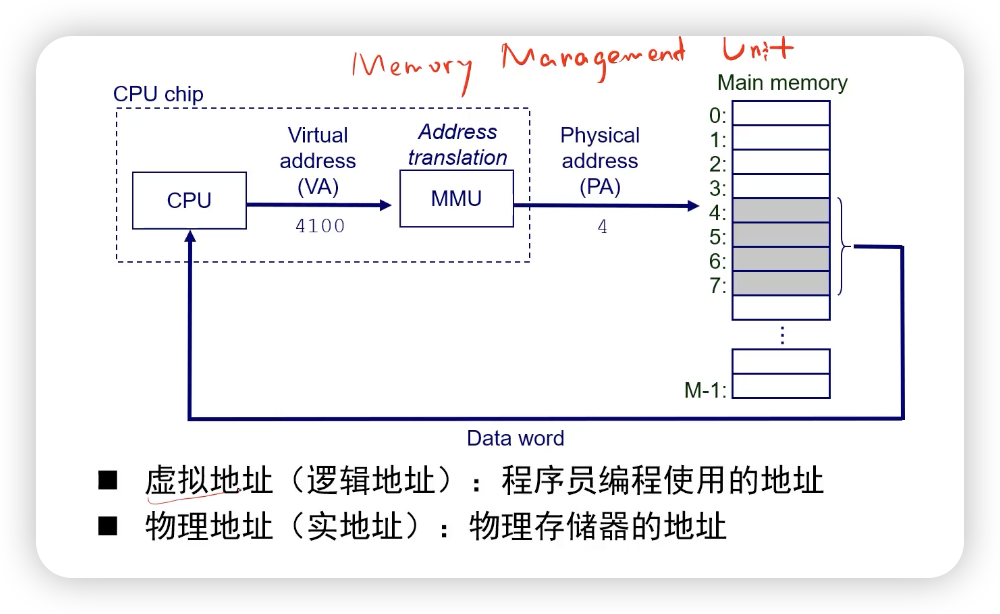 Memory Management Unit
Main memory
CPU chip
Virtual
address
(VA)
Address
translation
Physical
address
(PA)
CPU
MMU
4100
4
0:
1:
2:
3:
4:
5:
6:
7:
⋮
M-1:
Data word
■ 虚拟地址（逻辑地址）：程序员编程使用的地址
■ 物理地址（实地址）：物理存储器的地址